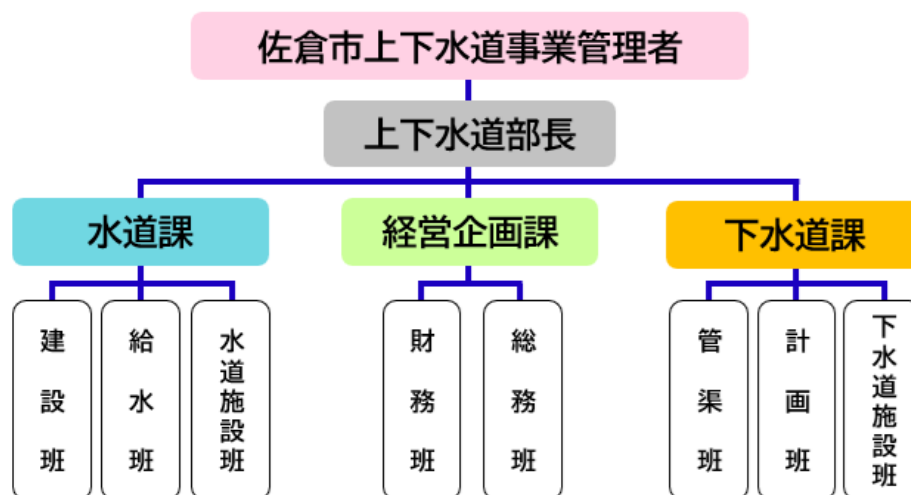 佐倉市上下水道事業管理者
上下水道部長
水道課
経営企画課
下水道課
建設班
給水班
水道施設班
財務班
総務班
管渠班
計画班
下水道施設班